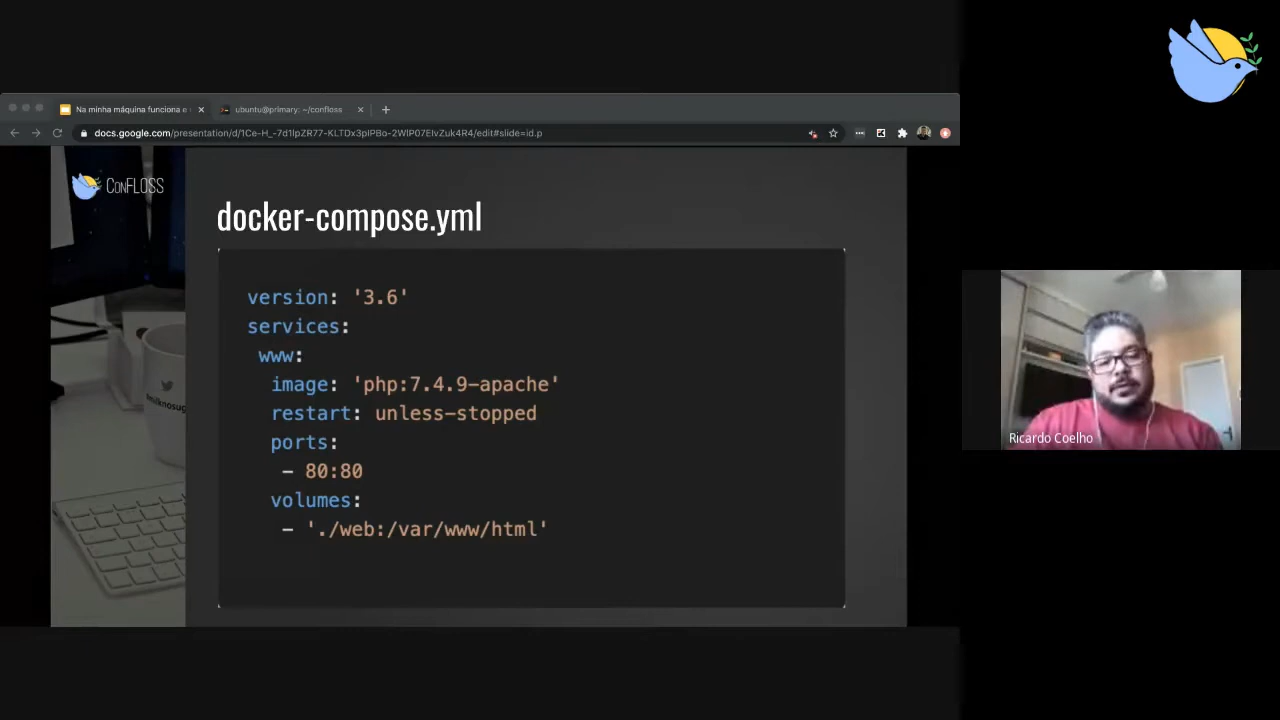 Na minha máquina funciona e
ubuntu@primary: ~/confloss
docs.google.com/presentation/d/1Ce-H_-7d1lpZR77-KLTDx3pIPBo-2WlP07EIvZuk4R4/edit#slide=id.p
ConFLOSS
docker-compose.yml
version: '3.6'
services:
www:
image: 'php:7.4.9-apache'
restart: unless-stopped
ports:
- 80:80
volumes:
- './web:/var/www/html'
Ricardo Coelho